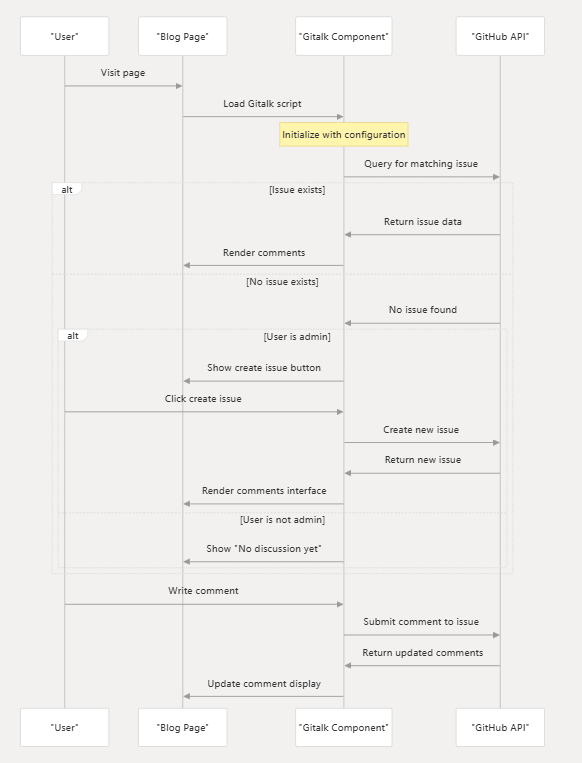 "User"
"Blog Page"
"Gitalk Component"
"GitHub API"
Visit page
Load Gitalk script
Initialize with configuration
Query for matching issue
alt
[Issue exists]
Return issue data
Render comments
[No issue exists]
No issue found
alt
[User is admin]
Show create issue button
Click create issue
Create new issue
Return new issue
Render comments interface
[User is not admin]
Show "No discussion yet"
Write comment
Submit comment to issue
Return updated comments
Update comment display
"User"
"Blog Page"
"Gitalk Component"
"GitHub API"